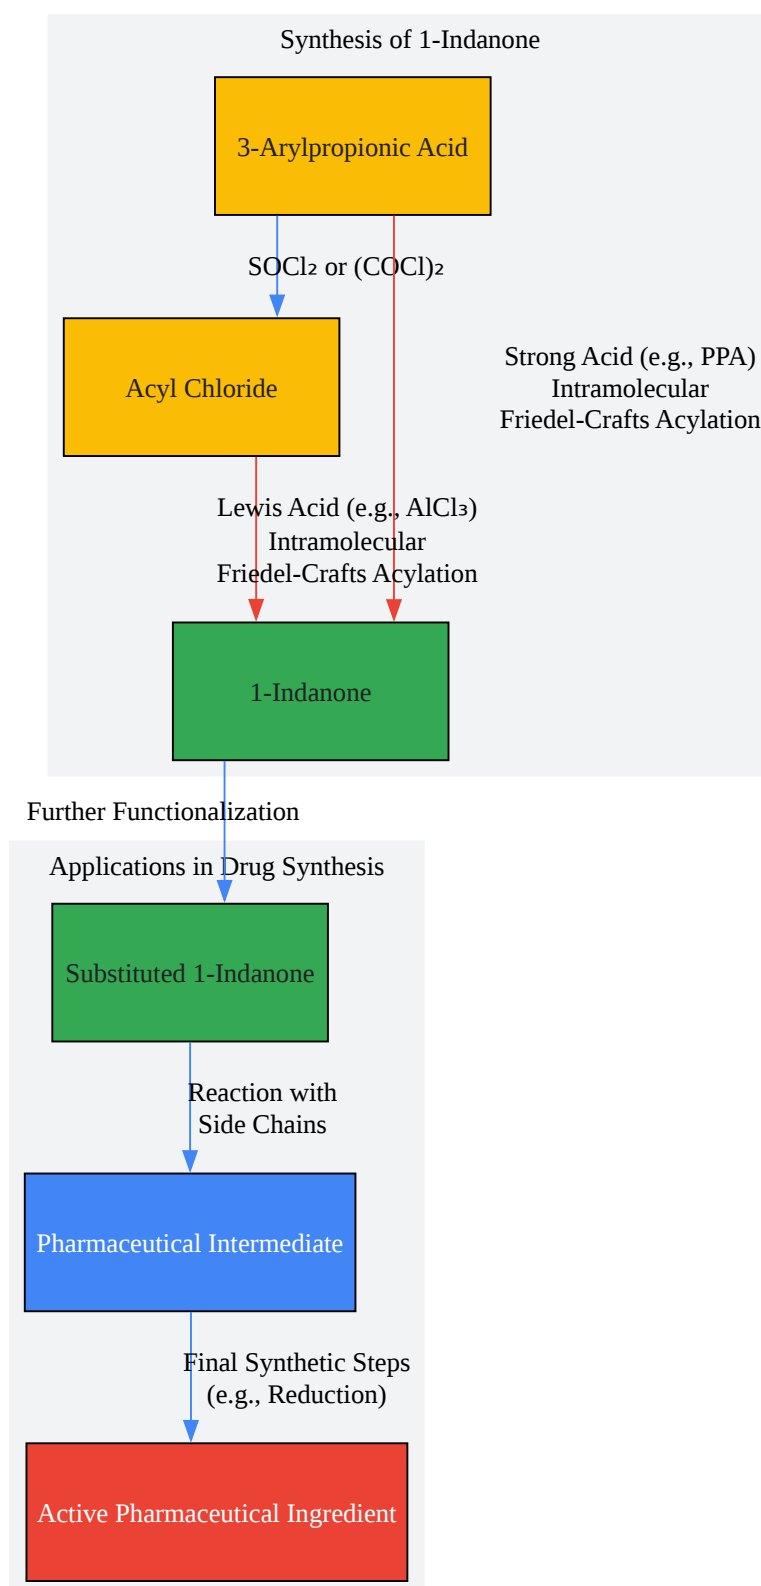 Synthesis of 1-Indanone
3-Arylpropionic Acid
SOCl₂ or (COCl)₂
Acyl Chloride
Strong Acid (e.g., PPA)
Intramolecular
Friedel-Crafts Acylation
Lewis Acid (e.g., AlCl₃)
Intramolecular
Friedel-Crafts Acylation
1-Indanone
Further Functionalization
Applications in Drug Synthesis
Substituted 1-Indanone
Reaction with
Side Chains
Pharmaceutical Intermediate
Final Synthetic Steps
(e.g., Reduction)
Active Pharmaceutical Ingredient